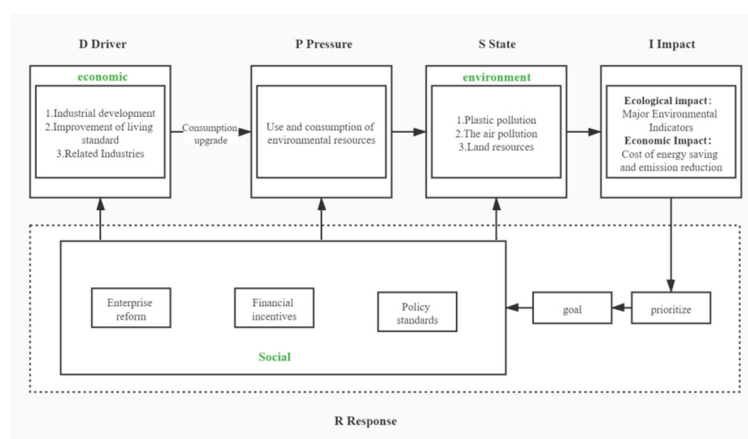 D Driver
P Pressure
S State
I Impact
economic
1.Industrial development
2.Improvement of living
standard
3.Related Industries
Consumption
upgrade
Use and consumption of
environmental resources
environment
1.Plastic pollution
2.The air pollution
3.Land resources
Ecological impact:
Major Environmental
Indicators
Economic Impact:
Cost of energy saving
and emission reduction
Enterprise
reform
Financial
incentives
Policy
standards
goal
prioritize
Social
R Response